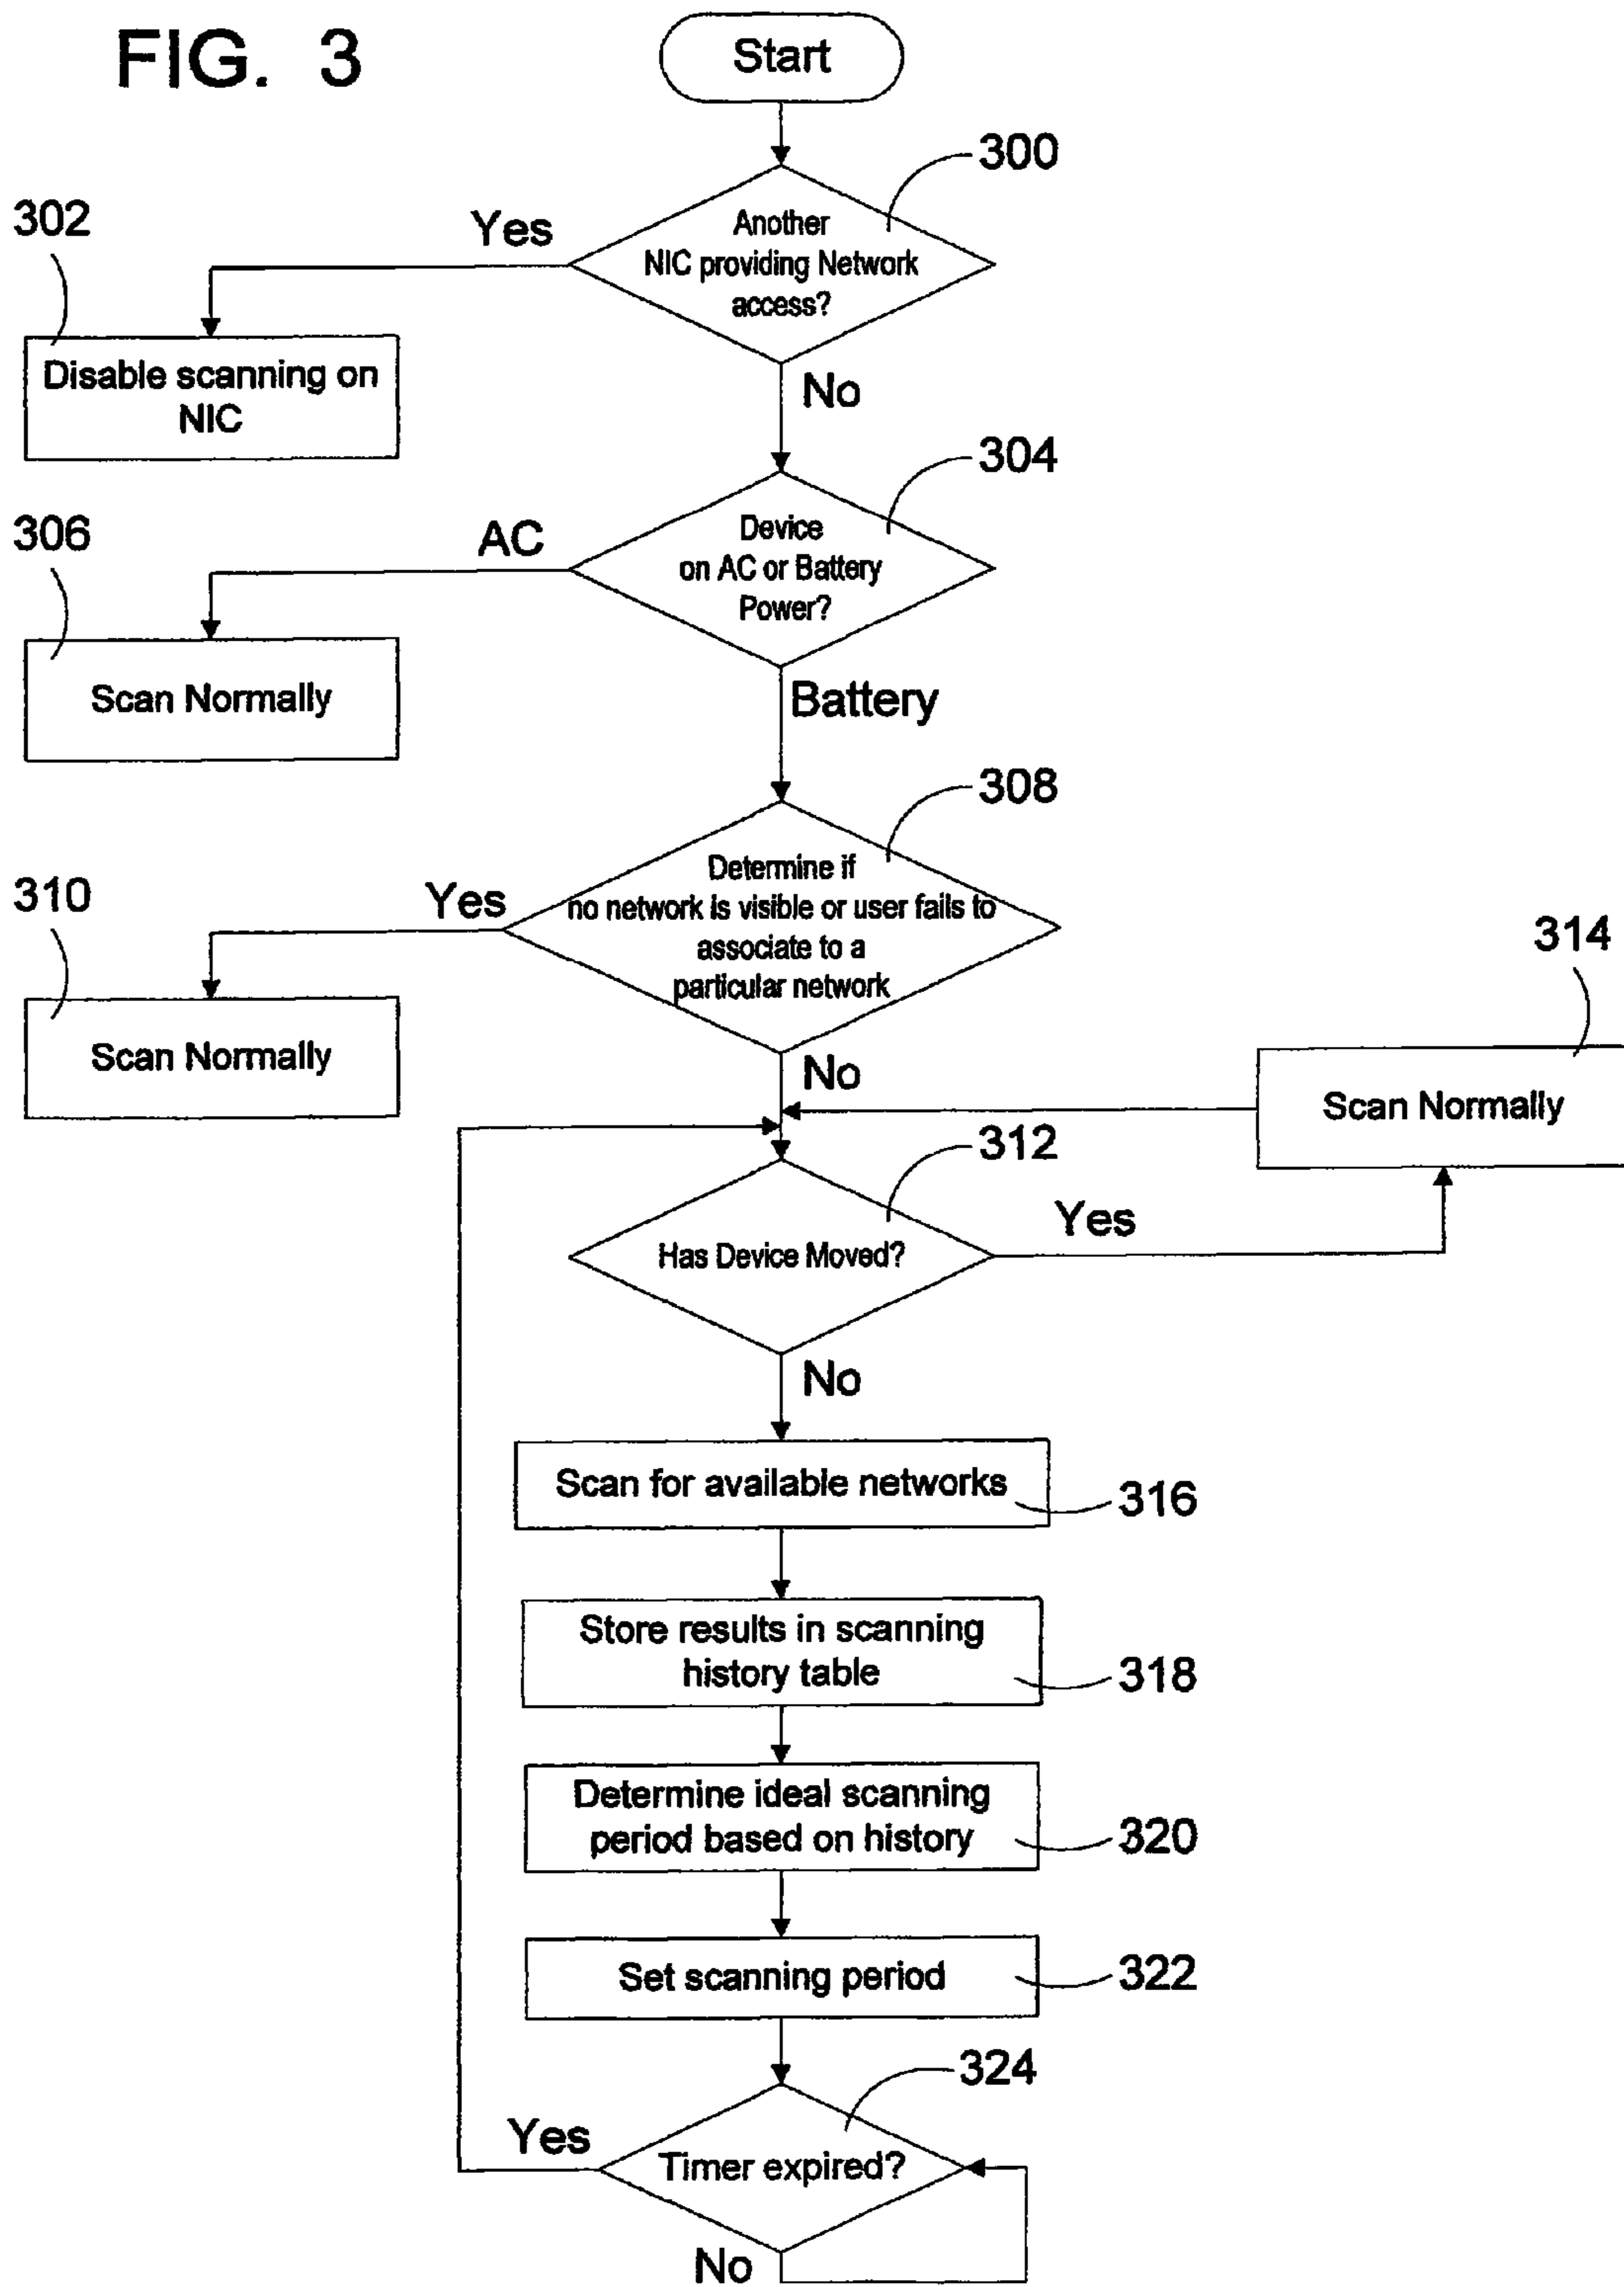 FIG. 3
Start
300
Another
NIC providing Network
access?
Yes
302
Disable scanning on
NIC
No
304
Device
on AC or Battery
Power?
AC
306
Scan Normally
Battery
308
Determine if
no network is visible or user fails to
associate to a
particular network
Yes
310
Scan Normally
No
314
Scan Normally
312
Has Device Moved?
Yes
No
Scan for available networks
316
Store results in scanning
history table
318
Determine ideal scanning
period based on history
320
Set scanning period
322
324
Timer expired?
Yes
No